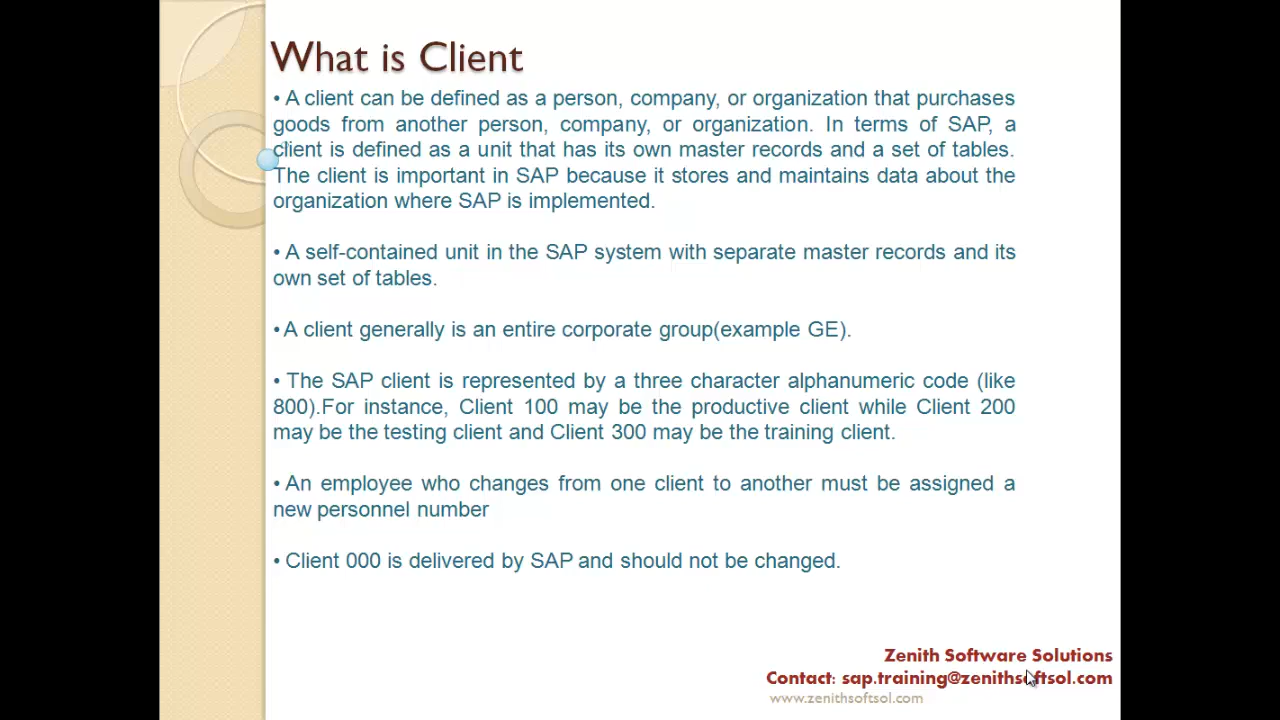 What is Client
• A client can be defined as a person, company, or organization that purchases
goods from another person, company, or organization. In terms of SAP, a
client is defined as a unit that has its own master records and a set of tables.
The client is important in SAP because it stores and maintains data about the
organization where SAP is implemented.
• A self-contained unit in the SAP system with separate master records and its
own set of tables.
• A client generally is an entire corporate group(example GE).
• The SAP client is represented by a three character alphanumeric code (like
800).For instance, Client 100 may be the productive client while Client 200
may be the testing client and Client 300 may be the training client.
• An employee who changes from one client to another must be assigned a
new personnel number
• Client 000 is delivered by SAP and should not be changed.
Zenith Software Solutions
Contact: sap.training@zenithsoftsol.com
www.zenithsoftsol.com